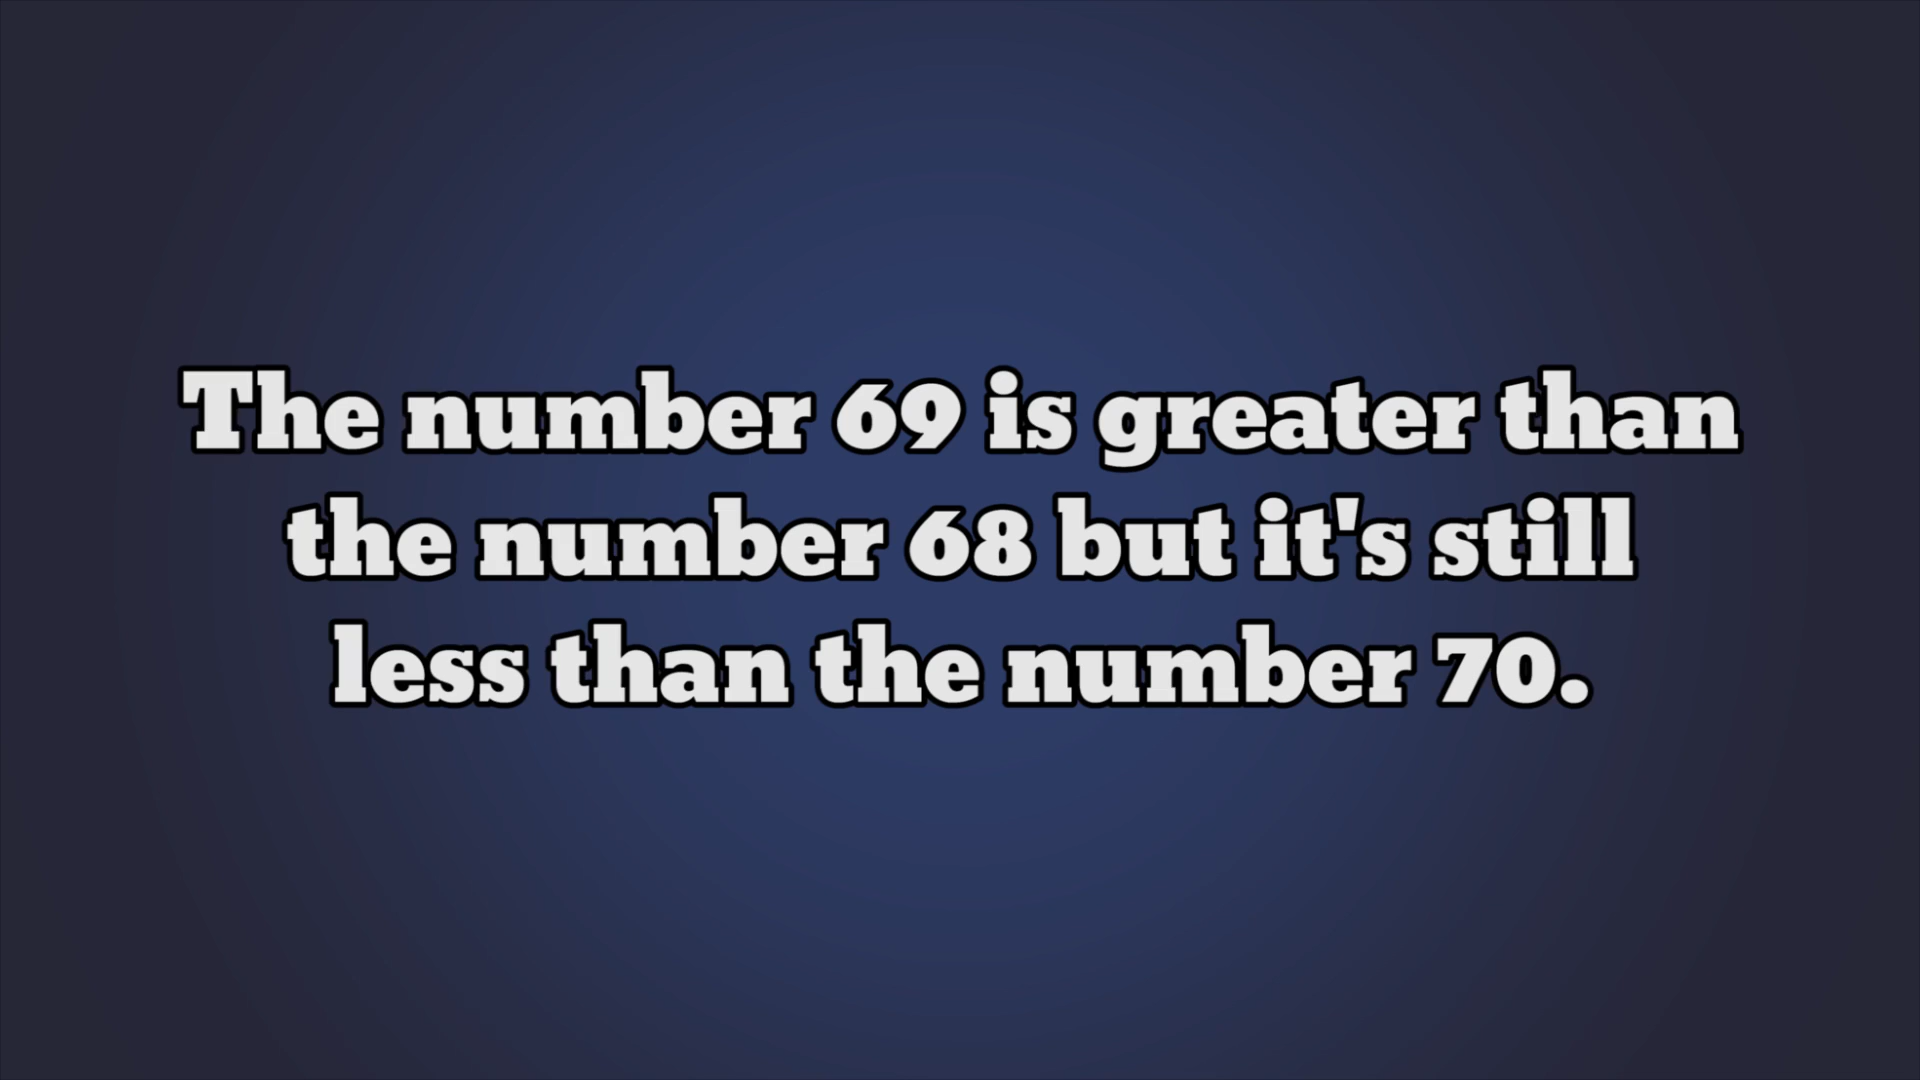 The number 69 is greater than
the number 68 but it's still
less than the number 70.